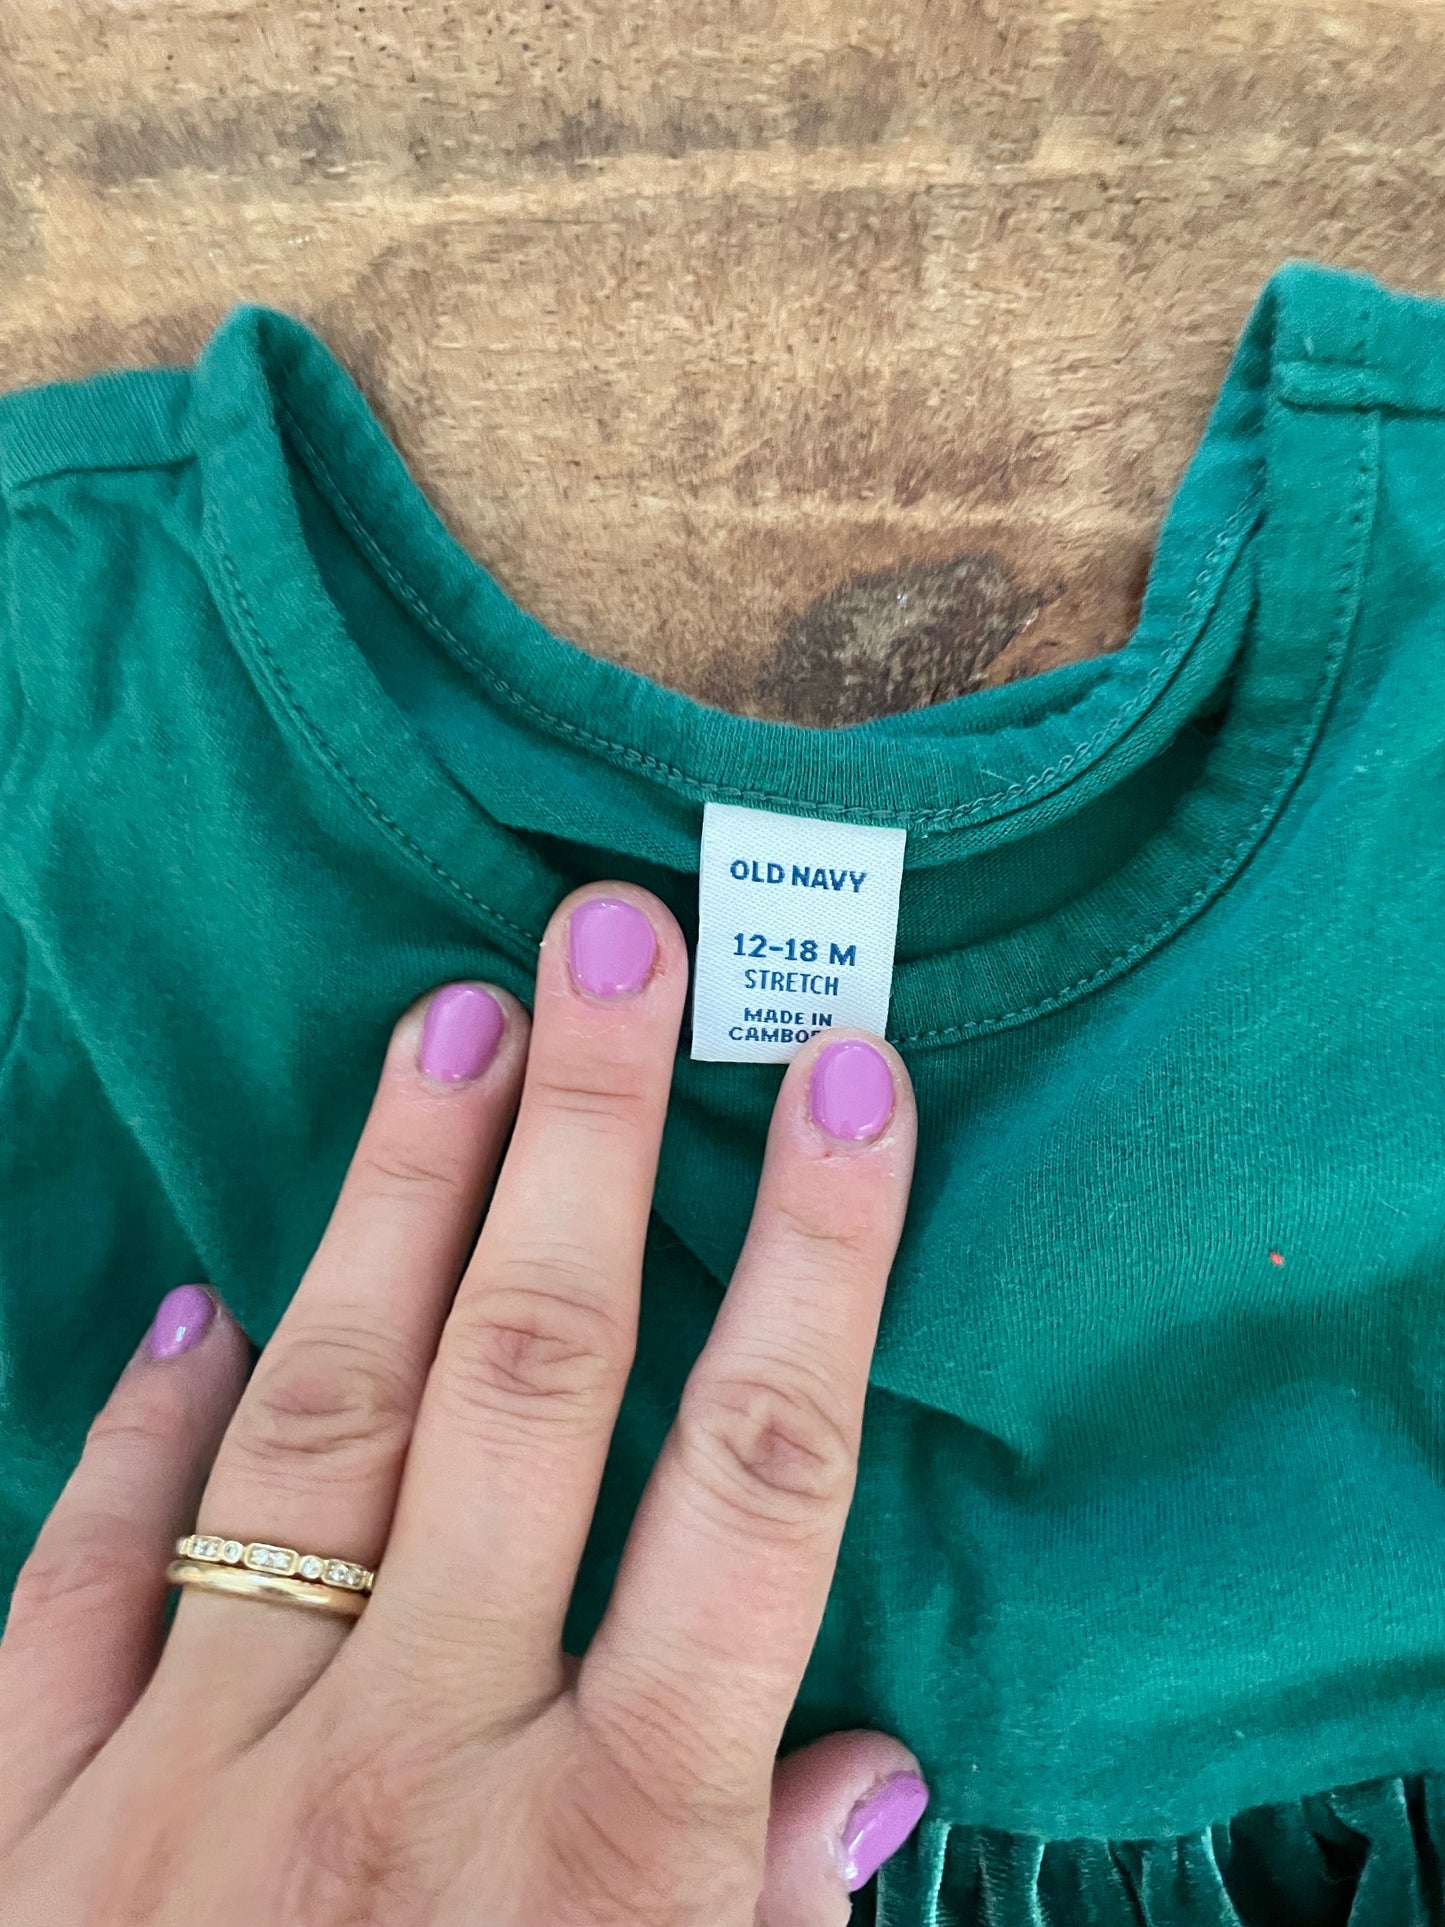 OLD NAVY
12-18 M
STRETCH
MADE IN